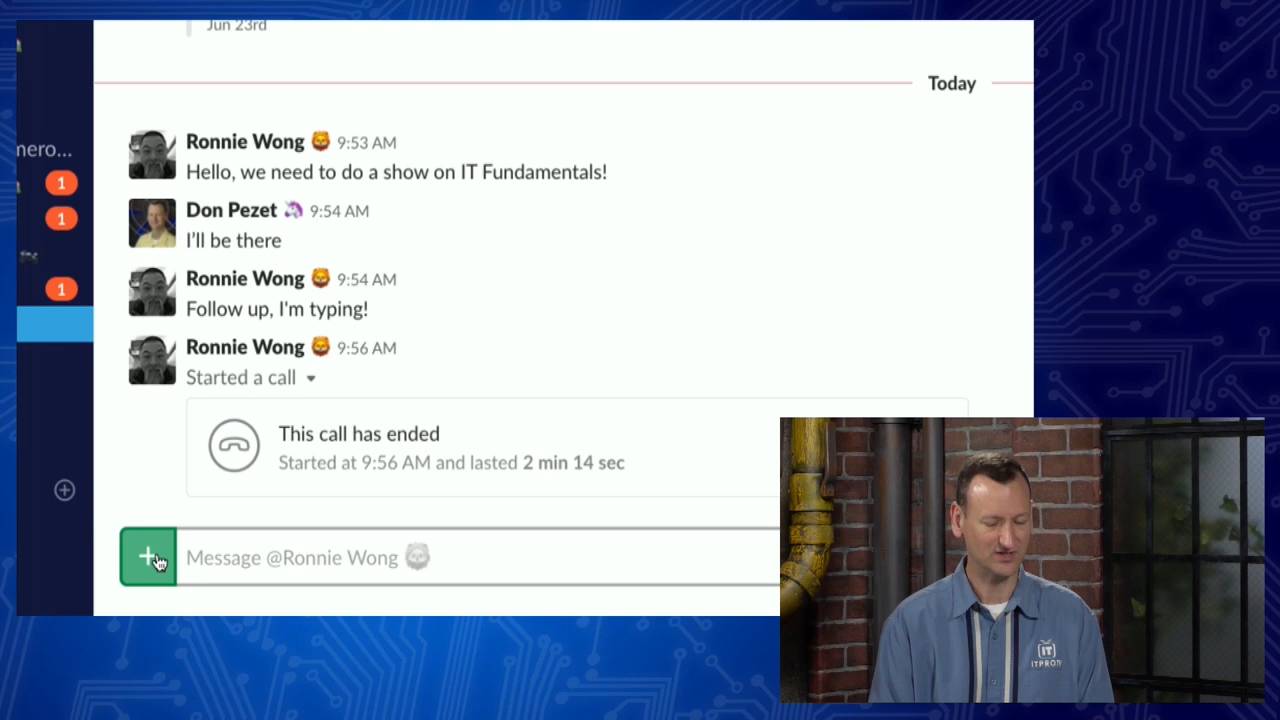 Jun 23rd
Today
nero...
1
1
1
Ronnie Wong 9:53 AM
Hello, we need to do a show on IT Fundamentals!
Don Pezet 9:54 AM
I'll be there
Ronnie Wong 9:54 AM
Follow up, I'm typing!
Ronnie Wong 9:56 AM
Started a call
This call has ended
Started at 9:56 AM and lasted 2 min 14 sec
+ Message @Ronnie Wong
IT
ITPROTV